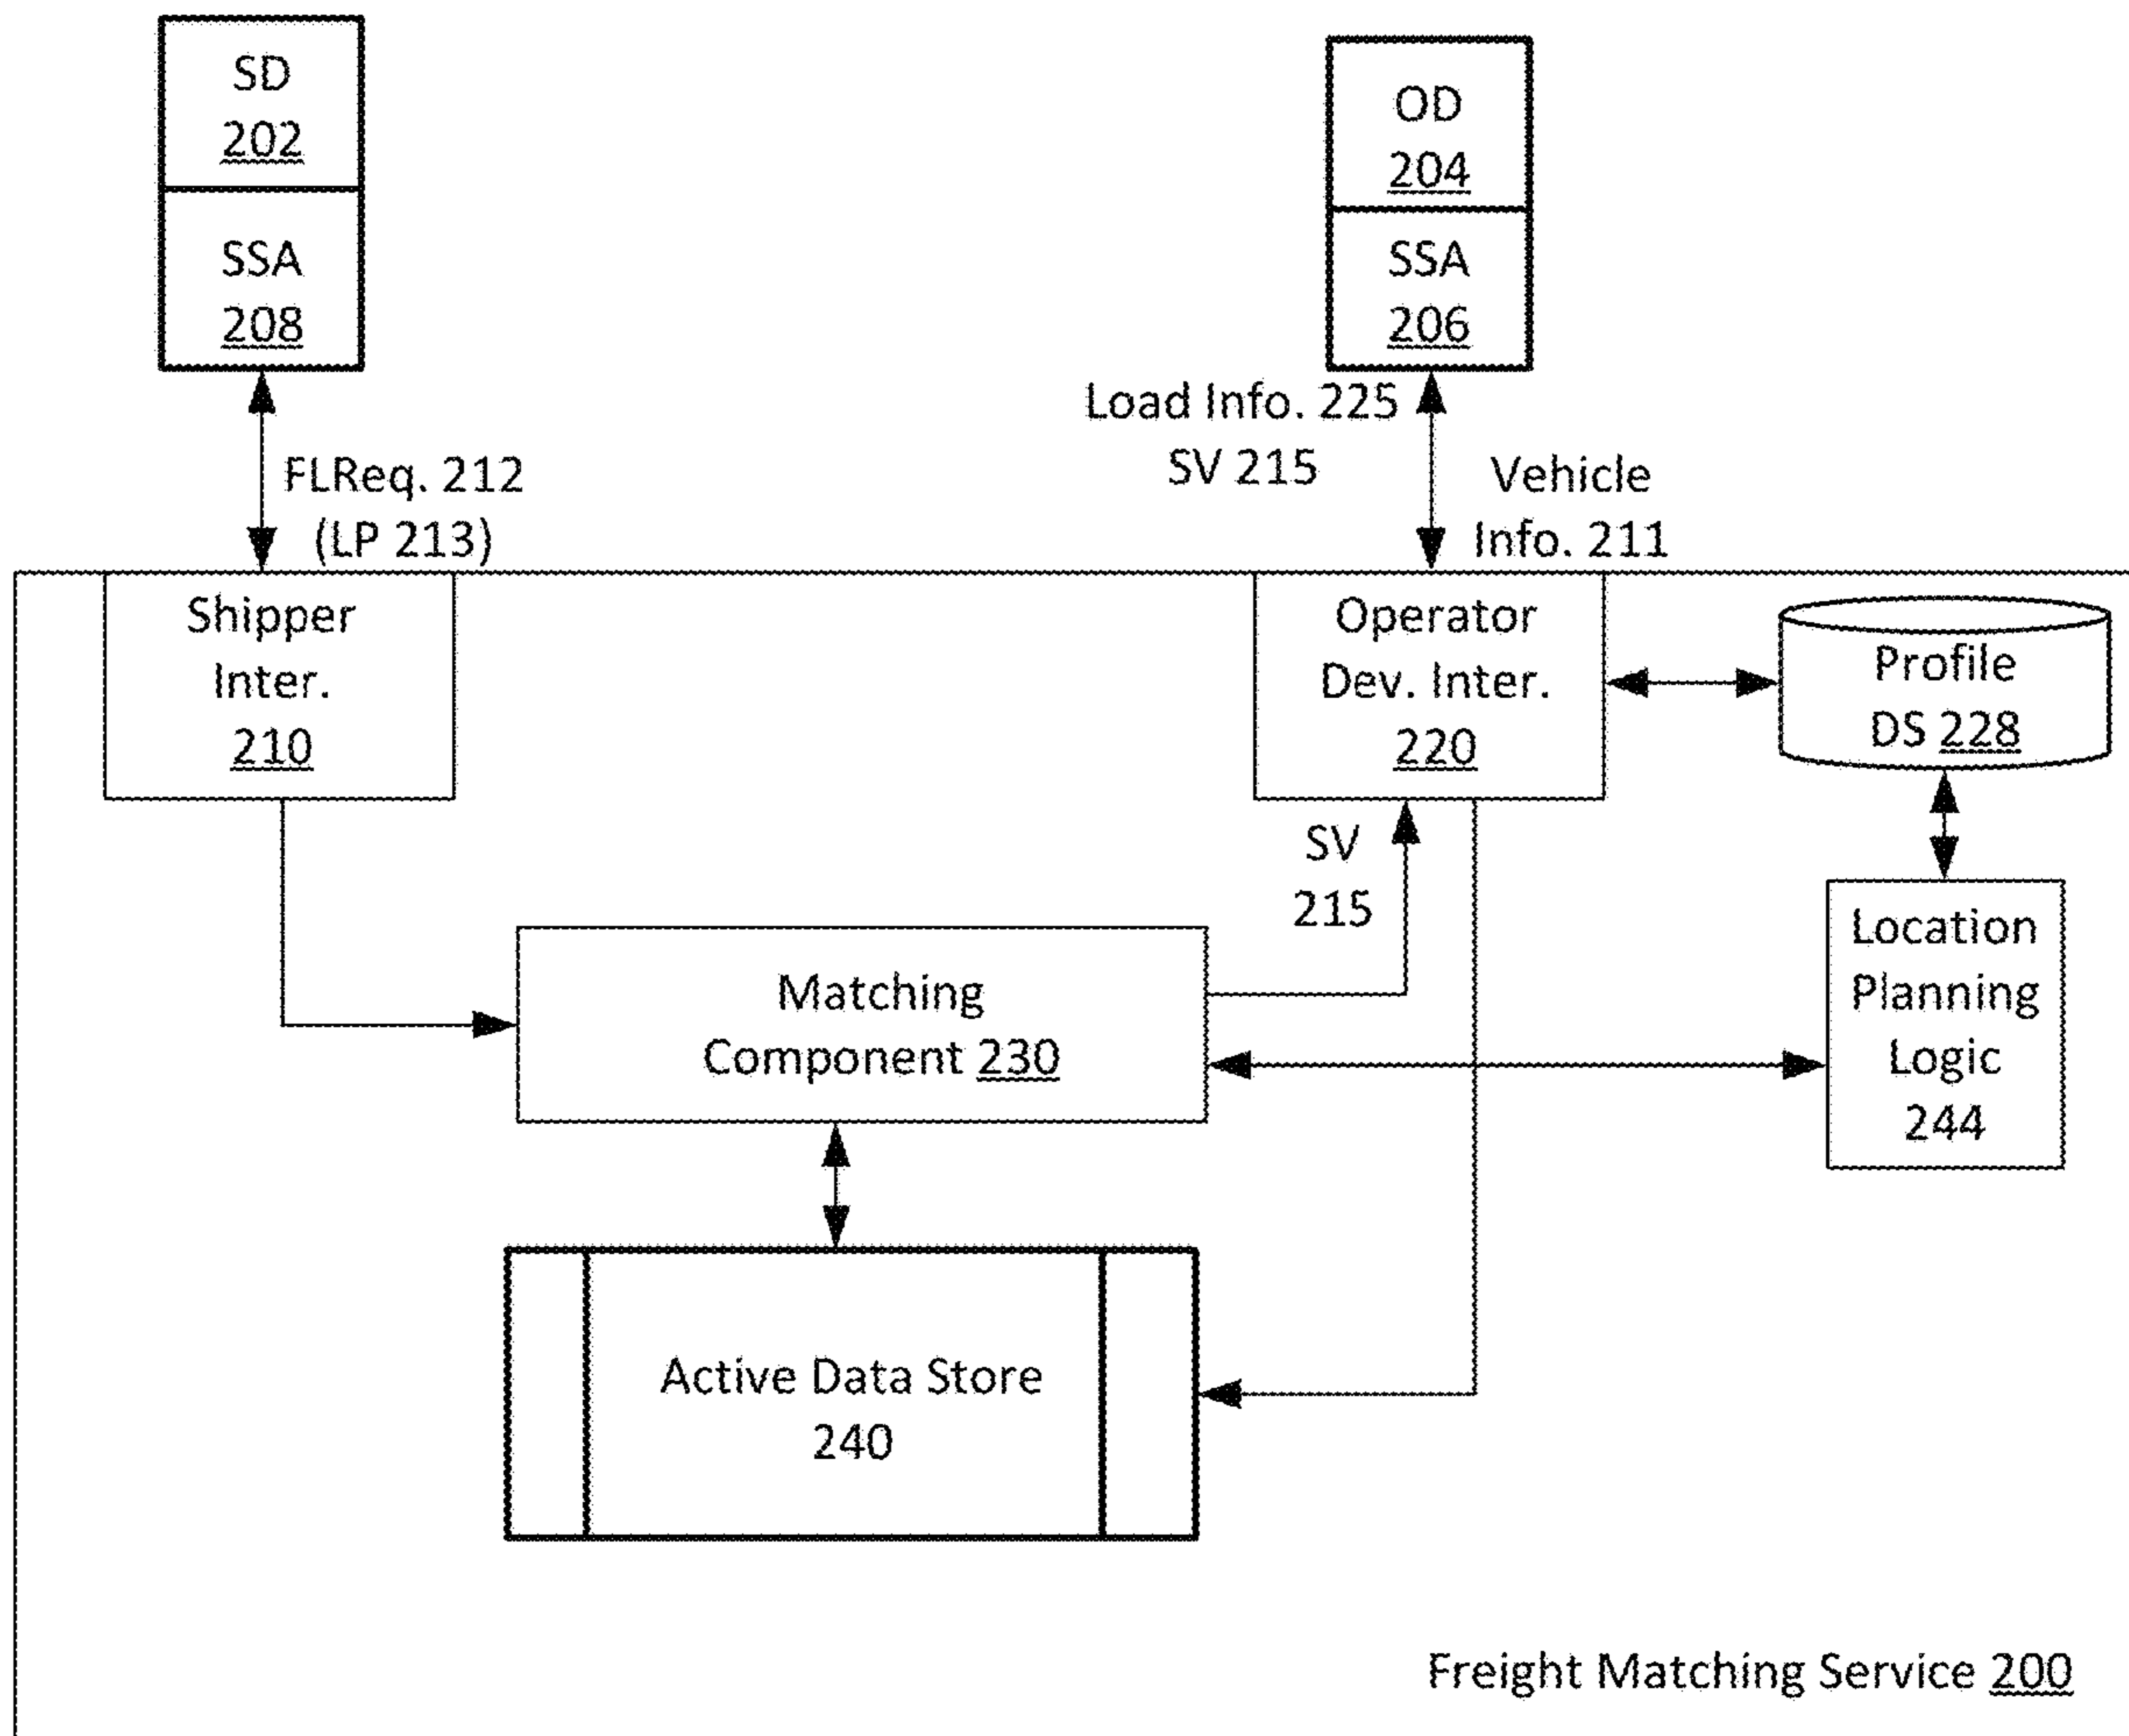 SD
202
SSA
208
OD
204
SSA
206
FLReq. 212
(LP 213)
Load Info. 225
SV 215
Vehicle
Info. 211
Shipper
Inter.
210
Operator
Dev. Inter.
220
Profile
DS 228
SV
215
Location
Planning
Logic
244
Matching
Component 230
Active Data Store
240
Freight Matching Service 200